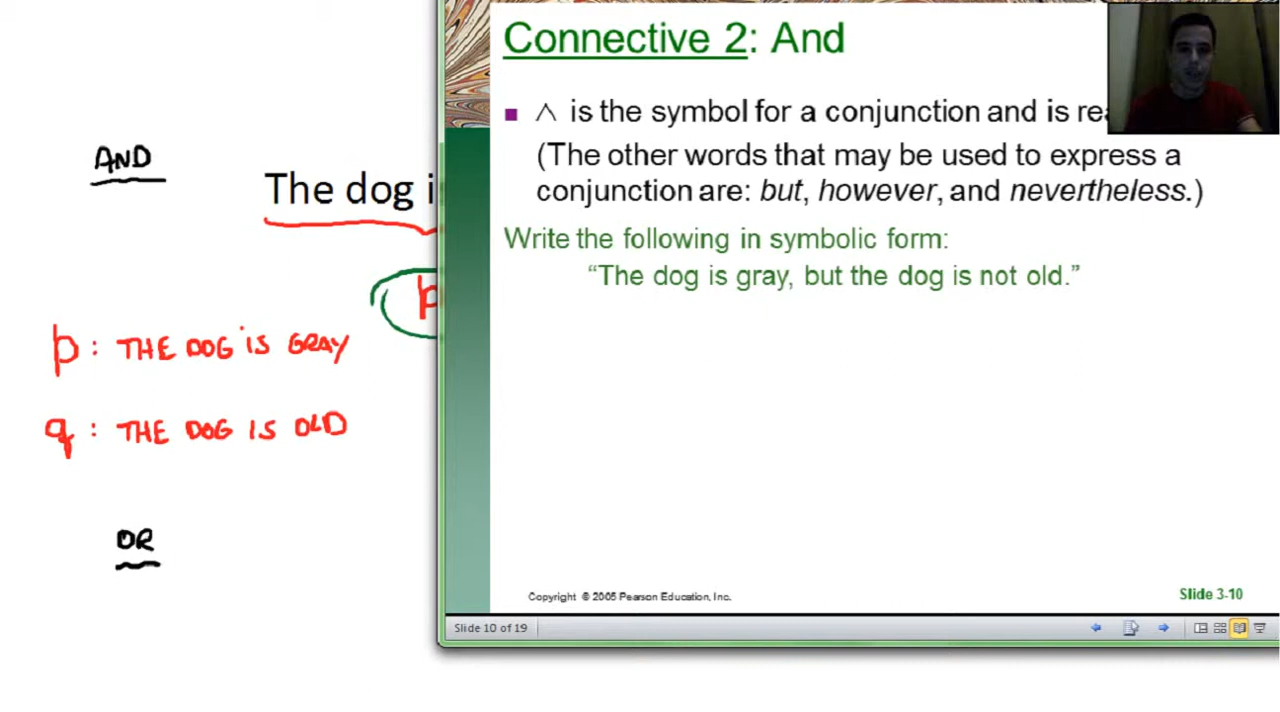 AND
The dog i
p : THE DOG IS GRAY
q : THE DOG IS OLD
OR
Connective 2: And
∧ is the symbol for a conjunction and is rea
(The other words that may be used to express a
conjunction are: but, however, and nevertheless.)
Write the following in symbolic form:
“The dog is gray, but the dog is not old.”
Copyright © 2005 Pearson Education, Inc.
Slide 3-10
Slide 10 of 19